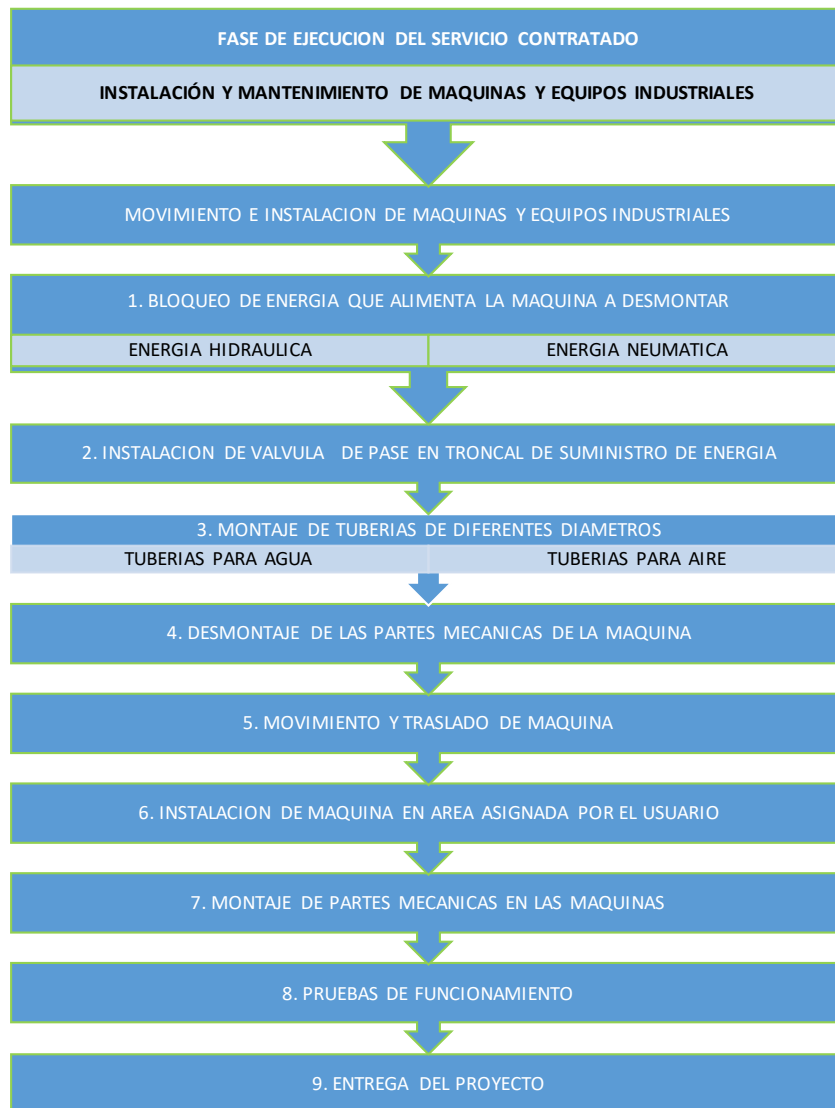 FASE DE EJECUCION DEL SERVICIO CONTRATADO
INSTALACIÓN Y MANTENIMIENTO DE MAQUINAS Y EQUIPOS INDUSTRIALES
MOVIMIENTO E INSTALACION DE MAQUINAS Y EQUIPOS INDUSTRIALES
1. BLOQUEO DE ENERGIA QUE ALIMENTA LA MAQUINA A DESMONTAR
ENERGIA HIDRAULICA
ENERGIA NEUMATICA
2. INSTALACION DE VALVULA DE PASE EN TRONCAL DE SUMINISTRO DE ENERGIA
3. MONTAJE DE TUBERIAS DE DIFERENTES DIAMETROS
TUBERIAS PARA AGUA
TUBERIAS PARA AIRE
4. DESMONTAJE DE LAS PARTES MECANICAS DE LA MAQUINA
5. MOVIMIENTO Y TRASLADO DE MAQUINA
6. INSTALACION DE MAQUINA EN AREA ASIGNADA POR EL USUARIO
7. MONTAJE DE PARTES MECANICAS EN LAS MAQUINAS
8. PRUEBAS DE FUNCIONAMIENTO
9. ENTREGA DEL PROYECTO